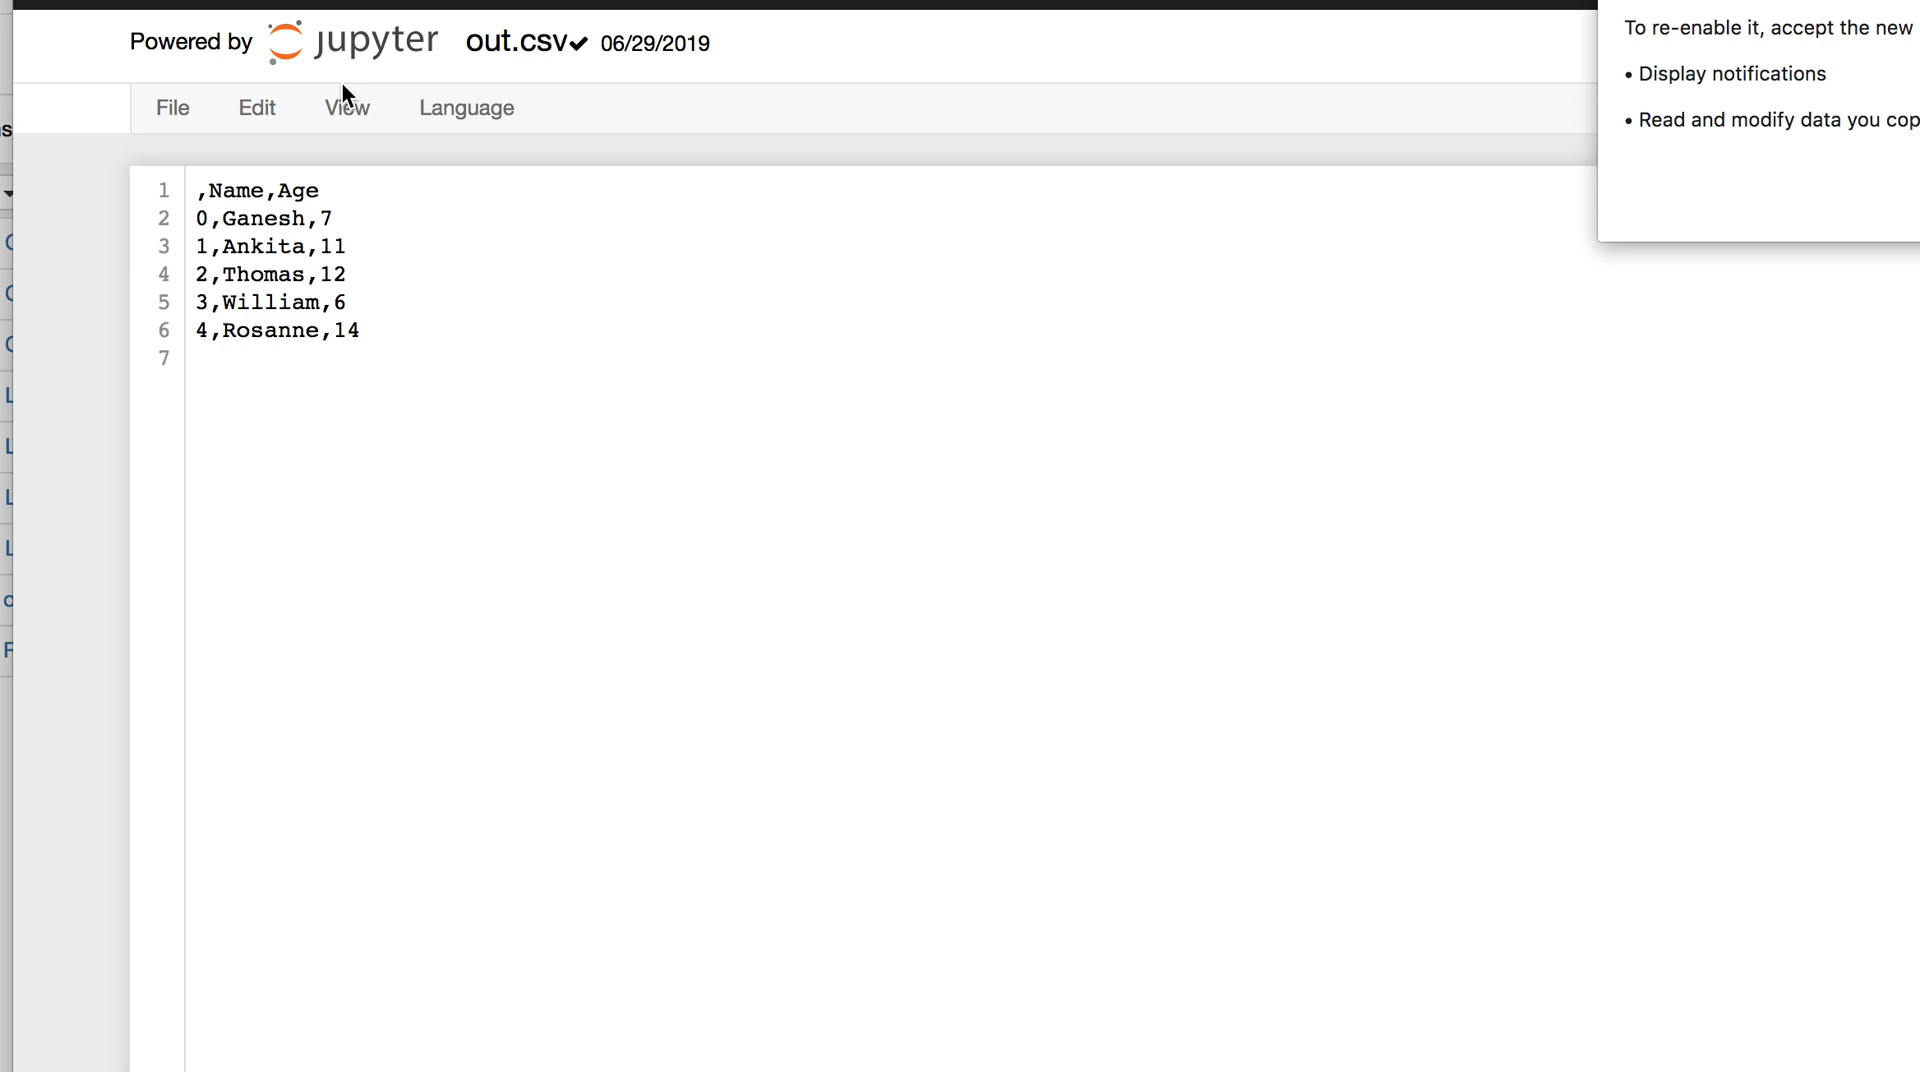 Powered by jupyter out.csv 06/29/2019
File Edit View Language
1 ,Name,Age
2 0,Ganesh,7
3 1,Ankita,11
4 2,Thomas,12
5 3,William,6
6 4,Rosanne,14
7
To re-enable it, accept the new
• Display notifications
• Read and modify data you cop